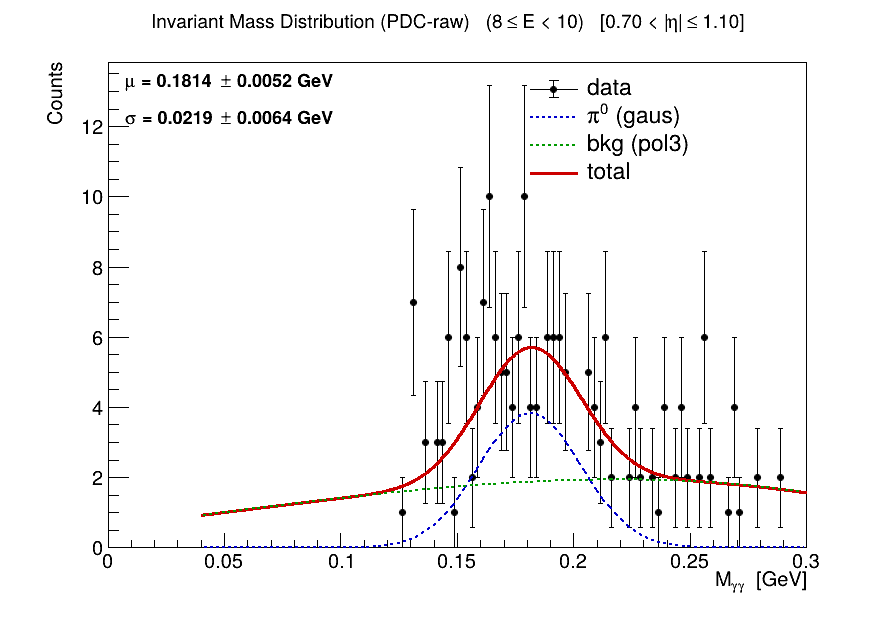 Invariant Mass Distribution (PDC-raw) (8 ≤ E < 10) [0.70 < |η| ≤ 1.10]
Counts
μ = 0.1814 ± 0.0052 GeV
σ = 0.0219 ± 0.0064 GeV
data
π⁰ (gaus)
bkg (pol3)
total
12
10
8
6
4
2
0
0 0.05 0.1 0.15 0.2 0.25 0.3
M_γγ [GeV]